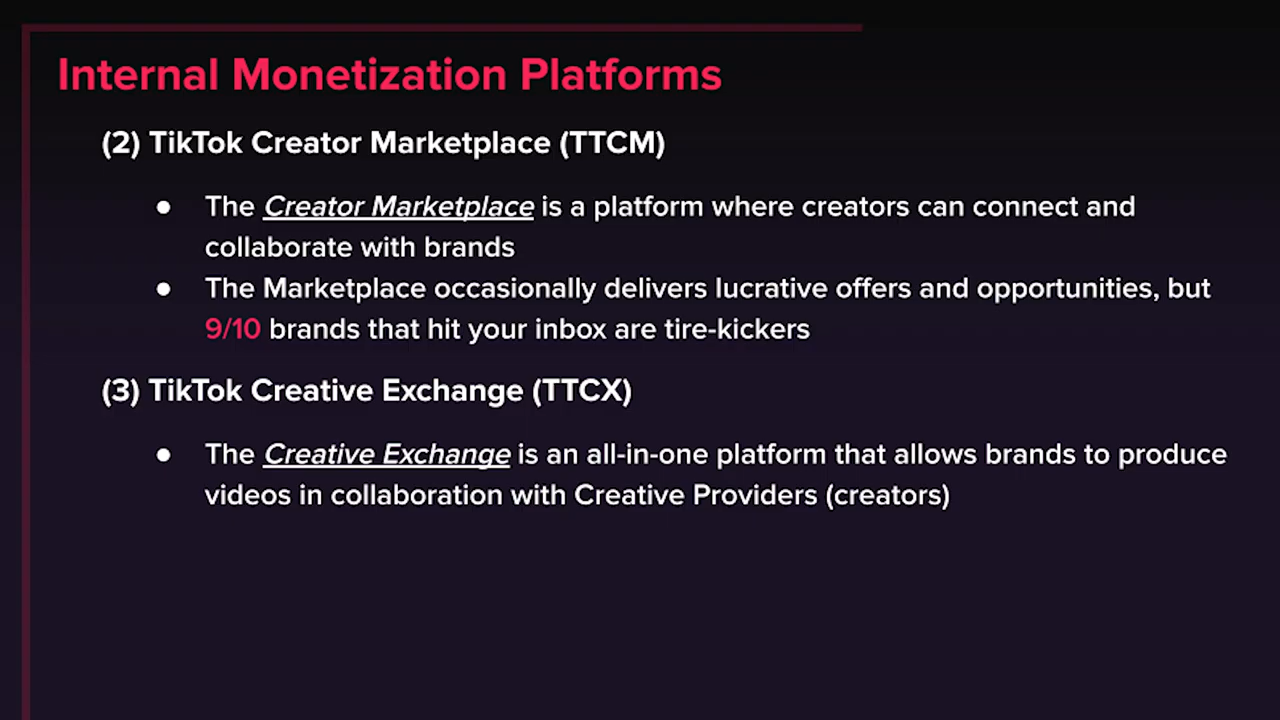 Internal Monetization Platforms
(2) TikTok Creator Marketplace (TTCM)
● The Creator Marketplace is a platform where creators can connect and
collaborate with brands
● The Marketplace occasionally delivers lucrative offers and opportunities, but
9/10 brands that hit your inbox are tire-kickers
(3) TikTok Creative Exchange (TTCX)
● The Creative Exchange is an all-in-one platform that allows brands to produce
videos in collaboration with Creative Providers (creators)